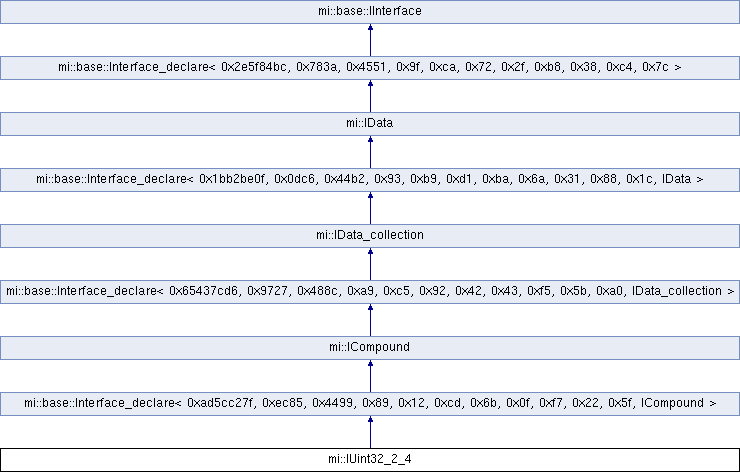 mi::base::IInterface
mi::base::Interface_declare< 0x2e5f84bc, 0x783a, 0x4551, 0x9f, 0xca, 0x72, 0x2f, 0xb8, 0x38, 0xc4, 0x7c >
mi::IData
mi::base::Interface_declare< 0x1bb2be0f, 0x0dc6, 0x44b2, 0x93, 0xb9, 0xd1, 0xba, 0x6a, 0x31, 0x88, 0x1c, IData >
mi::IData_collection
mi::base::Interface_declare< 0x65437cd6, 0x9727, 0x488c, 0xa9, 0xc5, 0x92, 0x42, 0x43, 0xf5, 0x5b, 0xa0, IData_collection >
mi::ICompound
mi::base::Interface_declare< 0xad5cc27f, 0xec85, 0x4499, 0x89, 0x12, 0xcd, 0x6b, 0x0f, 0xf7, 0x22, 0x5f, ICompound >
mi::IUint32_2_4